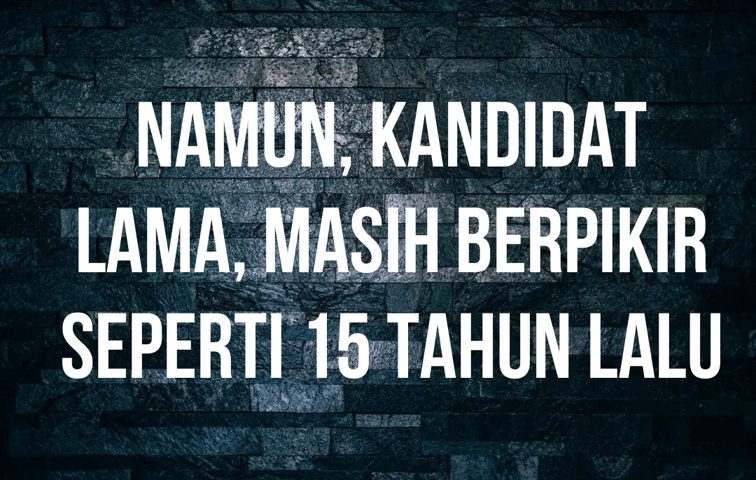 NAMUN, KANDIDAT
LAMA, MASIH BERPIKIR
SEPERTI 15 TAHUN LALU